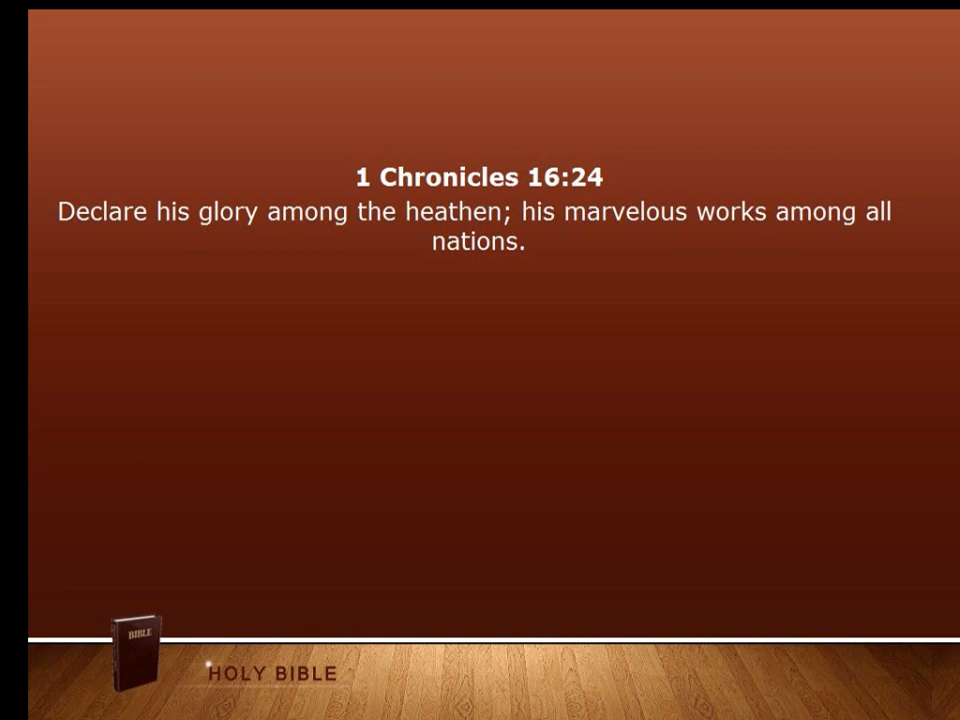 1 Chronicles 16:24
Declare his glory among the heathen; his marvelous works among all
nations.
BIBLE
HOLY BIBLE